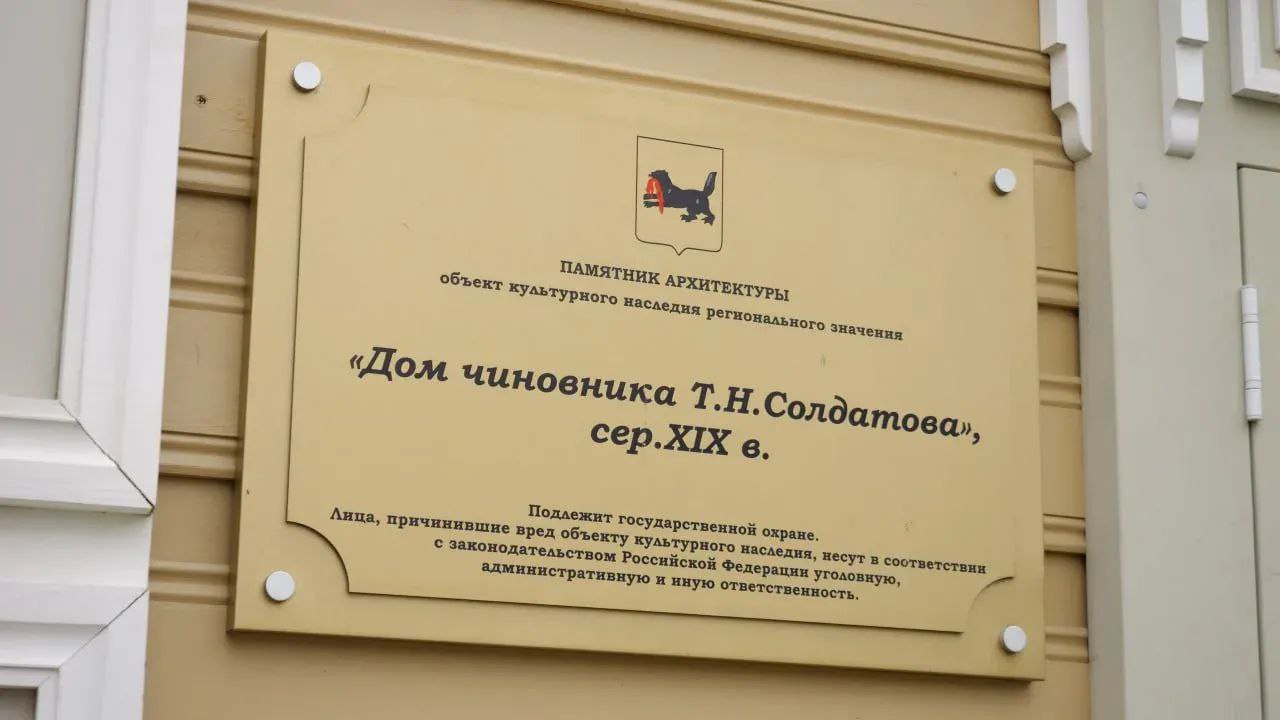 ПАМЯТНИК АРХИТЕКТУРЫ
объект культурного наследия регионального значения
«Дом чиновника Т.Н.Солдатова»,
сер.XIX в.
Подлежит государственной охране.
Лица, причинившие вред объекту культурного наследия, несут в соответствии
с законодательством Российской Федерации уголовную,
административную и иную ответственность.